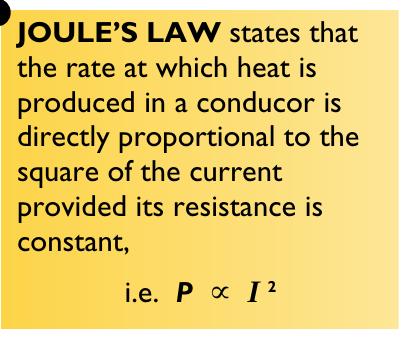 JOULE'S LAW states that
the rate at which heat is
produced in a conducor is
directly proportional to the
square of the current
provided its resistance is
constant,
i.e. P ∝ I ²